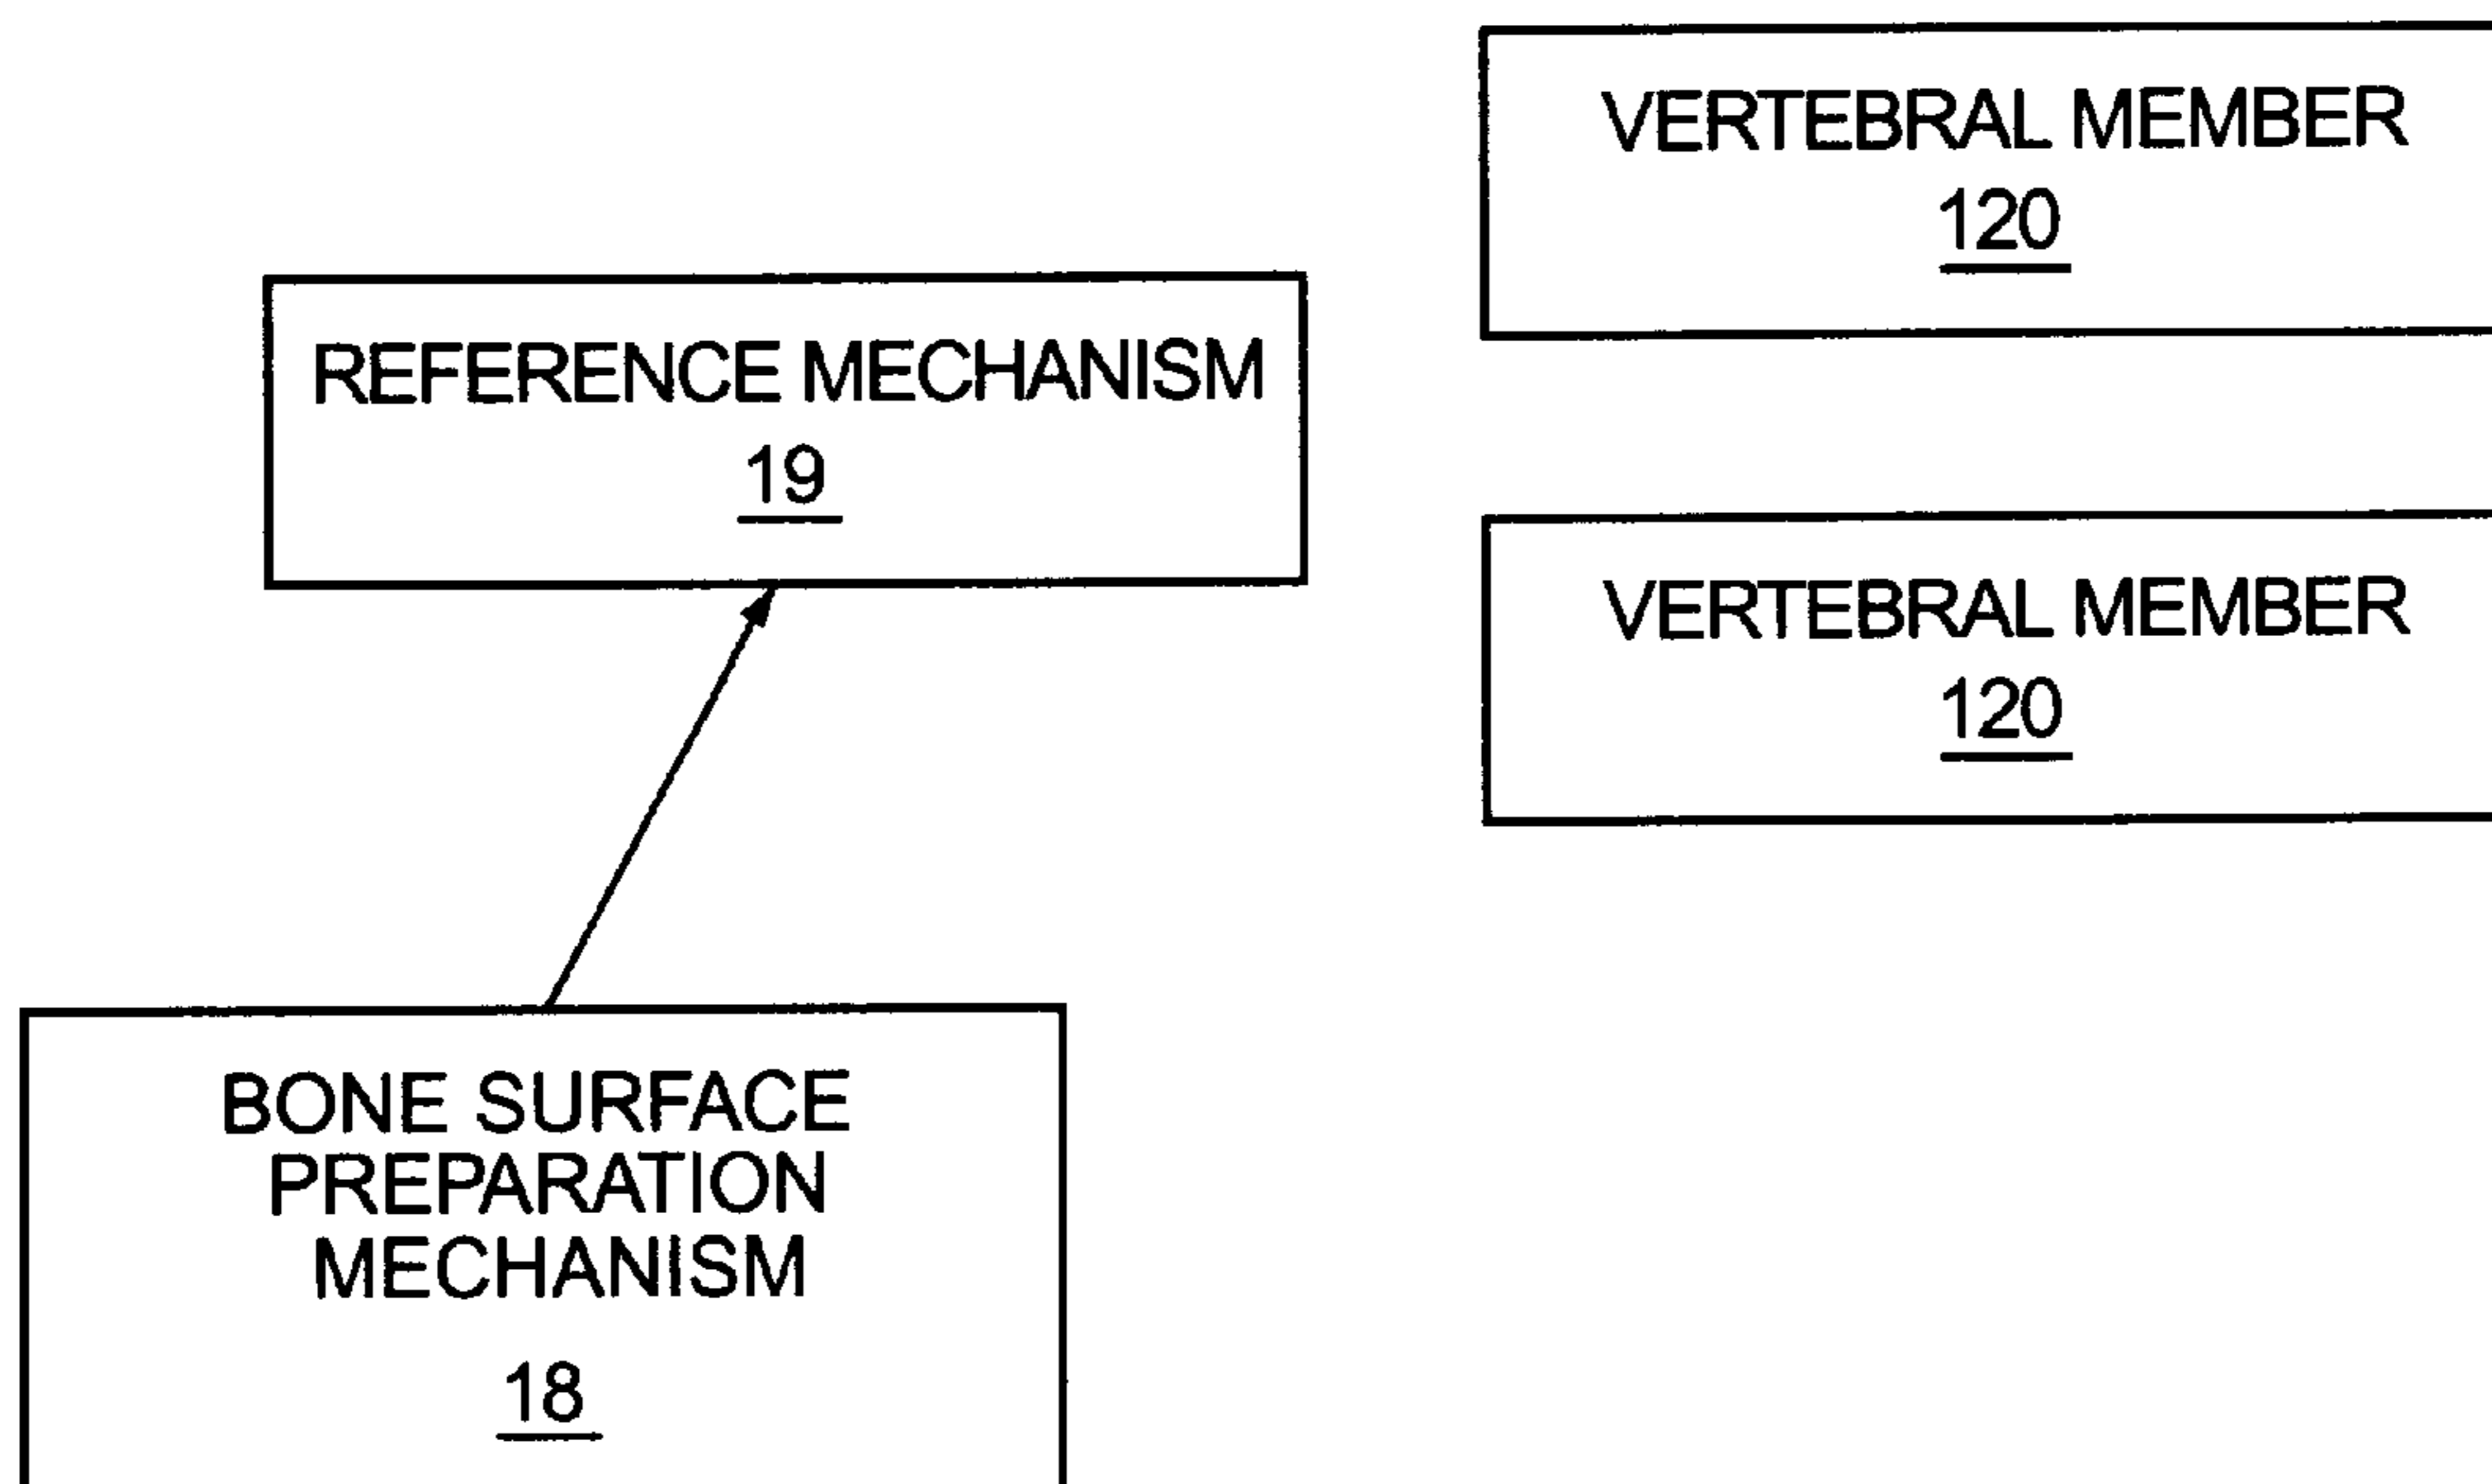 VERTEBRAL MEMBER
120
REFERENCE MECHANISM
19
VERTEBRAL MEMBER
120
BONE SURFACE
PREPARATION
MECHANISM
18